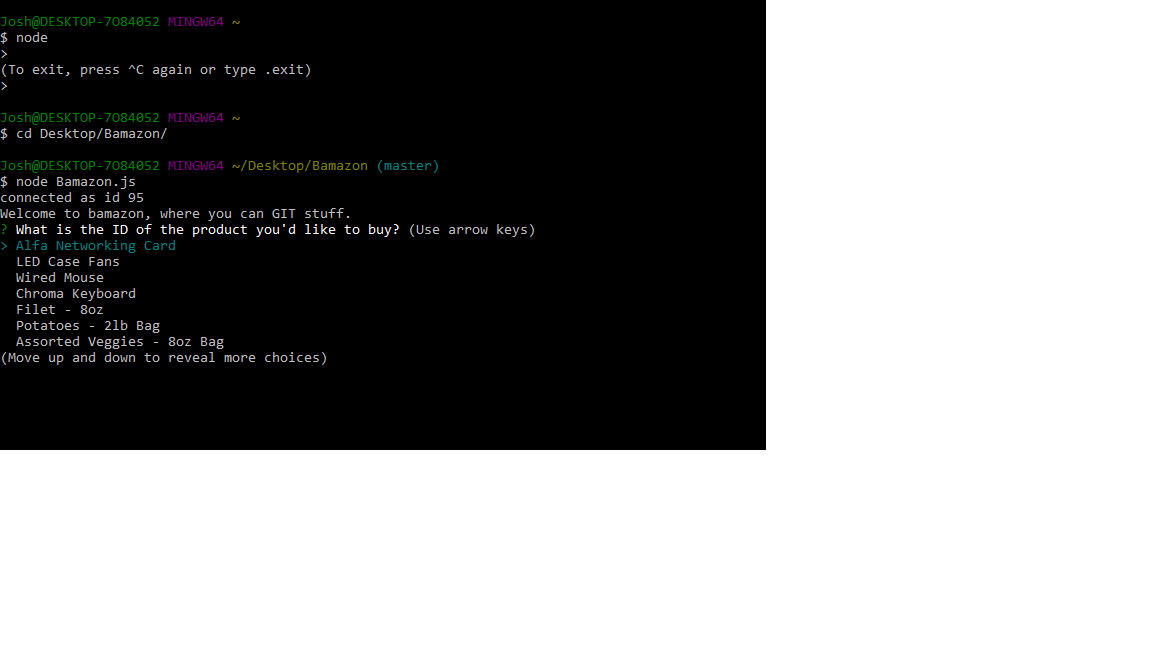 Josh@DESKTOP-7O84052 MINGW64 ~
$ node
>
(To exit, press ^C again or type .exit)
>
Josh@DESKTOP-7O84052 MINGW64 ~
$ cd Desktop/Bamazon/
Josh@DESKTOP-7O84052 MINGW64 ~/Desktop/Bamazon (master)
$ node Bamazon.js
connected as id 95
Welcome to bamazon, where you can GIT stuff.
? What is the ID of the product you'd like to buy? (Use arrow keys)
> Alfa Networking Card
  LED Case Fans
  Wired Mouse
  Chroma Keyboard
  Filet - 8oz
  Potatoes - 2lb Bag
  Assorted Veggies - 8oz Bag
(Move up and down to reveal more choices)